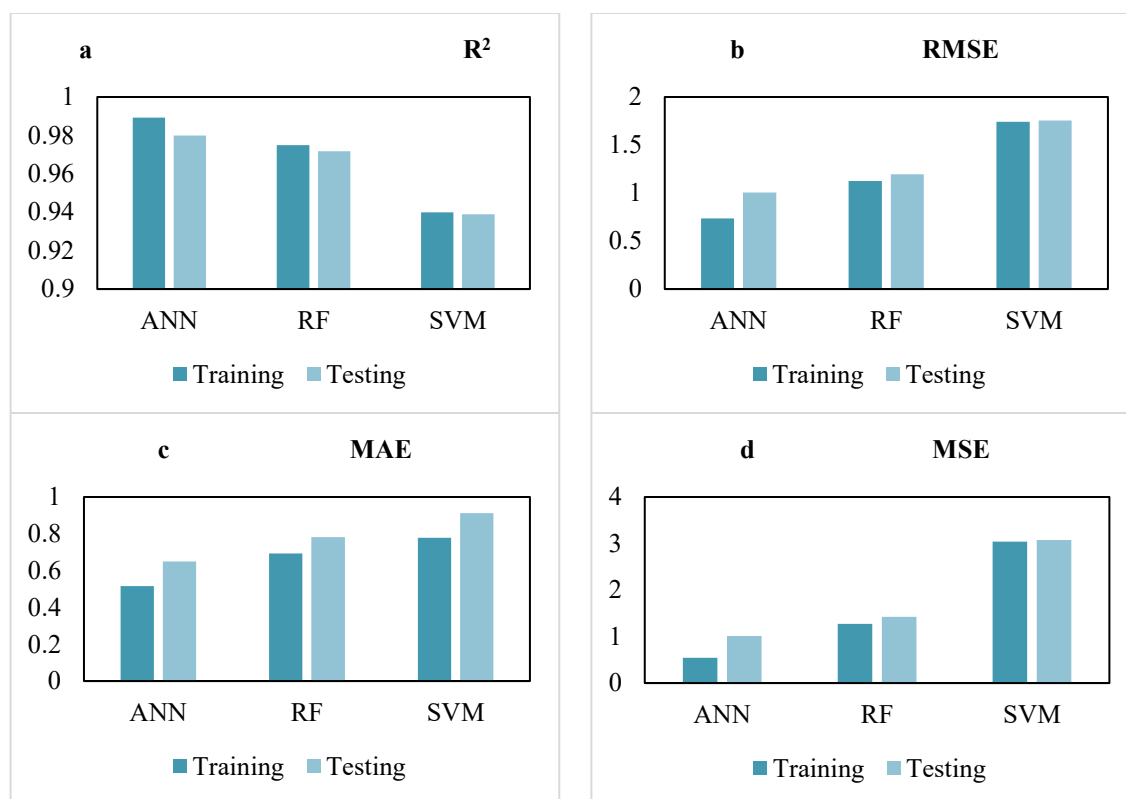 a R²
1
0.98
0.96
0.94
0.92
0.9
ANN RF SVM
Training Testing
b RMSE
2
1.5
1
0.5
0
ANN RF SVM
Training Testing
c MAE
1
0.8
0.6
0.4
0.2
0
ANN RF SVM
Training Testing
d MSE
4
3
2
1
0
ANN RF SVM
Training Testing